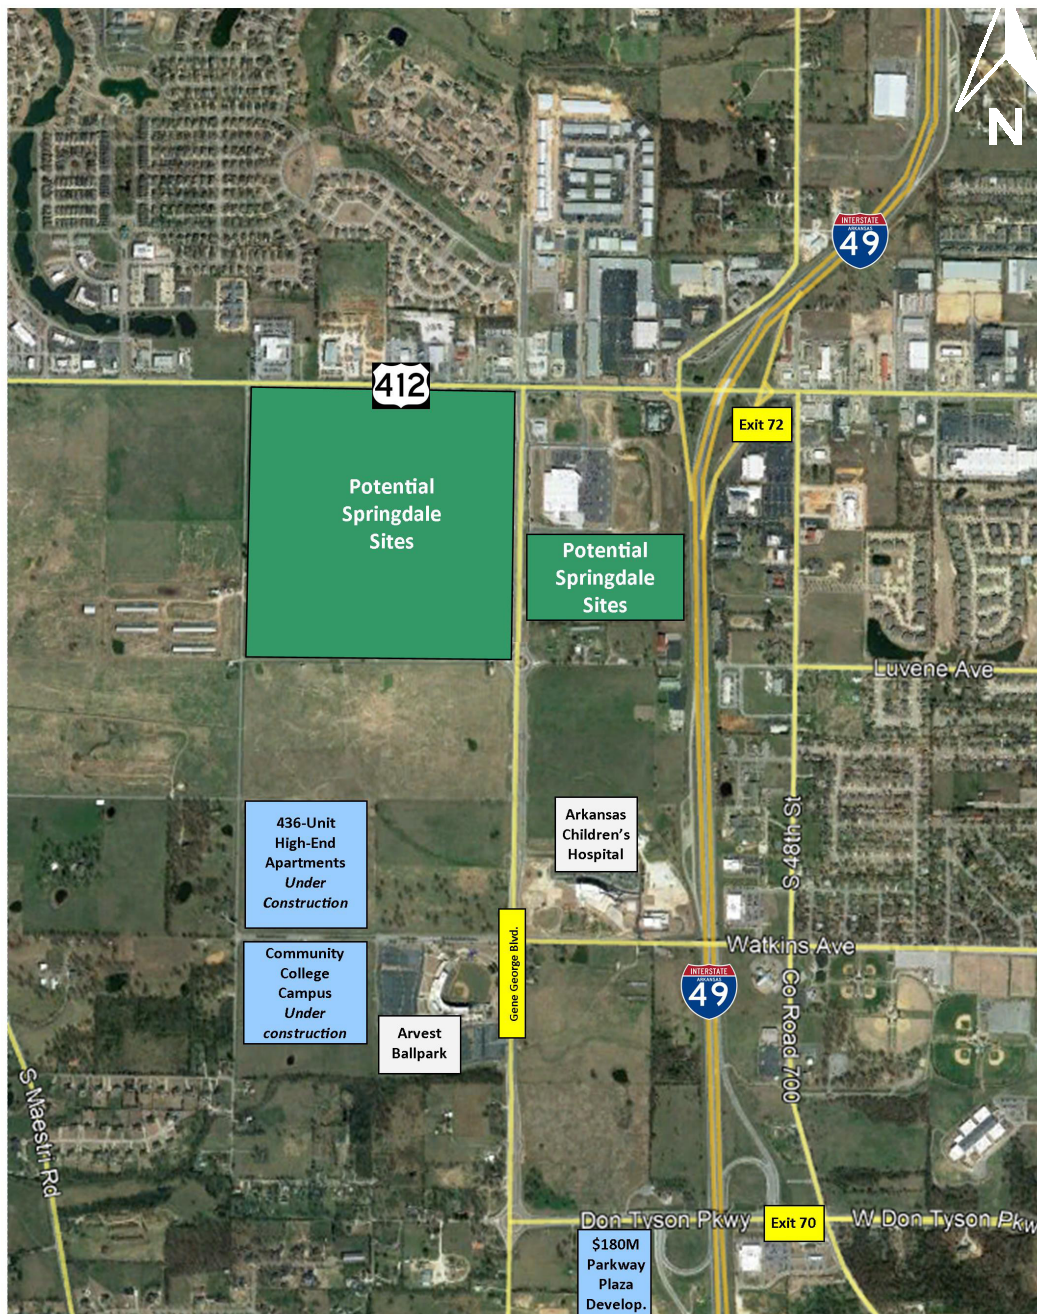 N
INTERSTATE
ARKANSAS
49
412
Exit 72
Potential
Springdale
Sites
Potential
Springdale
Sites
Luvene Ave
436-Unit
High-End
Apartments
Under
Construction
Arkansas
Children's
Hospital
S 48th St
Gene George Blvd.
Watkins Ave
Community
College
Campus
Under
construction
INTERSTATE
ARKANSAS
49
Co Road 700
Arvest
Ballpark
S Maestri Rd
Don Tyson Pkwy
Exit 70
W Don Tyson Pkw
$180M
Parkway
Plaza
Develop.